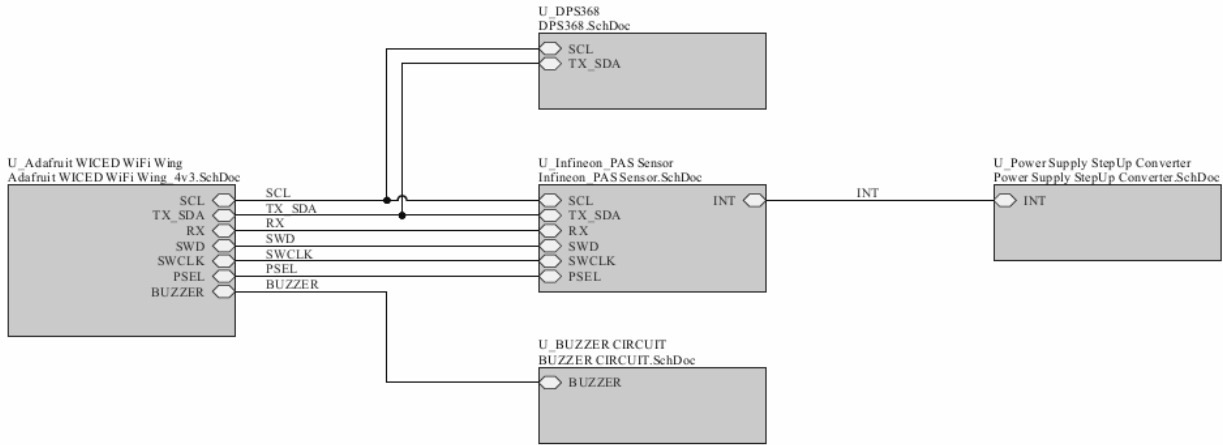 U_DPS368
DPS368.SchDoc
SCL
TX_SDA
U_Adafruit WICED WiFi Wing
Adafruit WICED WiFi Wing_4v3.SchDoc
SCL
TX_SDA
RX
SWD
SWCLK
PSEL
BUZZER
SCL
TX_SDA
RX
SWD
SWCLK
PSEL
BUZZER
U_Infineon_PAS Sensor
Infineon_PASSensor.SchDoc
SCL
TX_SDA
RX
SWD
SWCLK
PSEL
INT
INT
U_Power Supply StepUp Converter
Power Supply StepUp Converter.SchDoc
INT
U_BUZZER CIRCUIT
BUZZER CIRCUIT.SchDoc
BUZZER